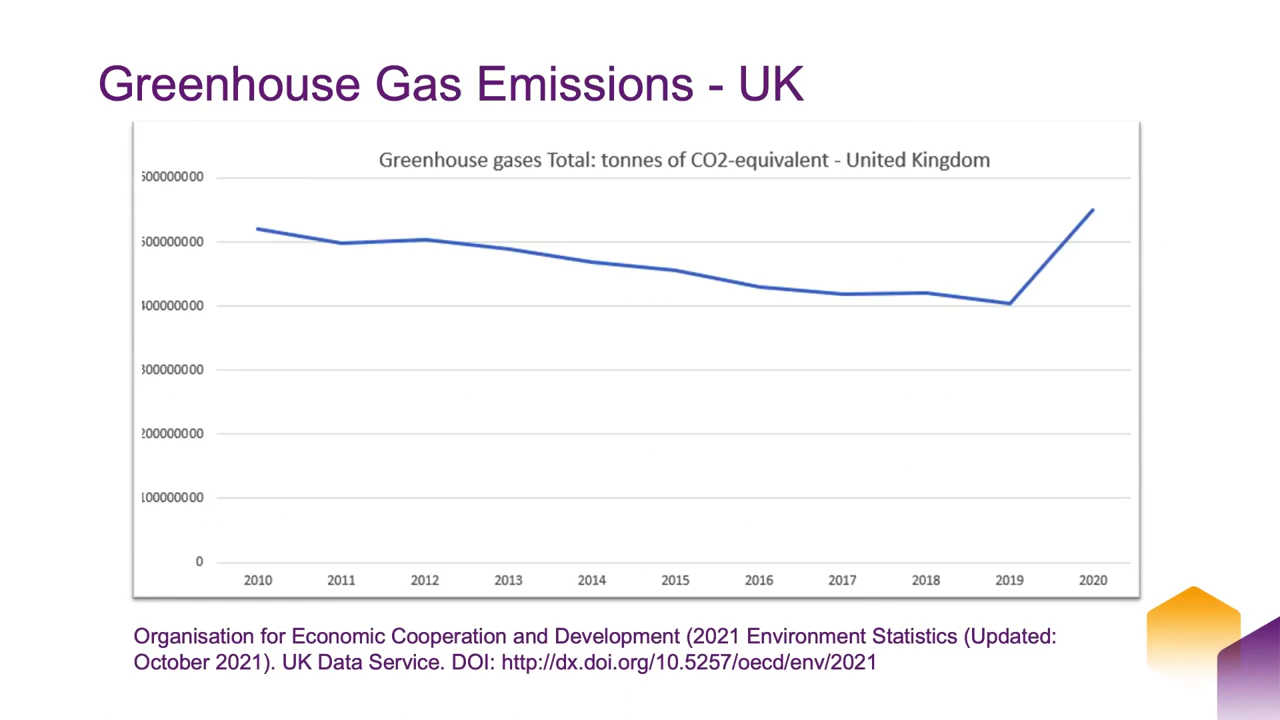 Greenhouse Gas Emissions - UK
Greenhouse gases Total: tonnes of CO2-equivalent - United Kingdom
500000000
400000000
300000000
200000000
100000000
0
2010 2011 2012 2013 2014 2015 2016 2017 2018 2019 2020
Organisation for Economic Cooperation and Development (2021 Environment Statistics (Updated:
October 2021). UK Data Service. DOI: http://dx.doi.org/10.5257/oecd/env/2021